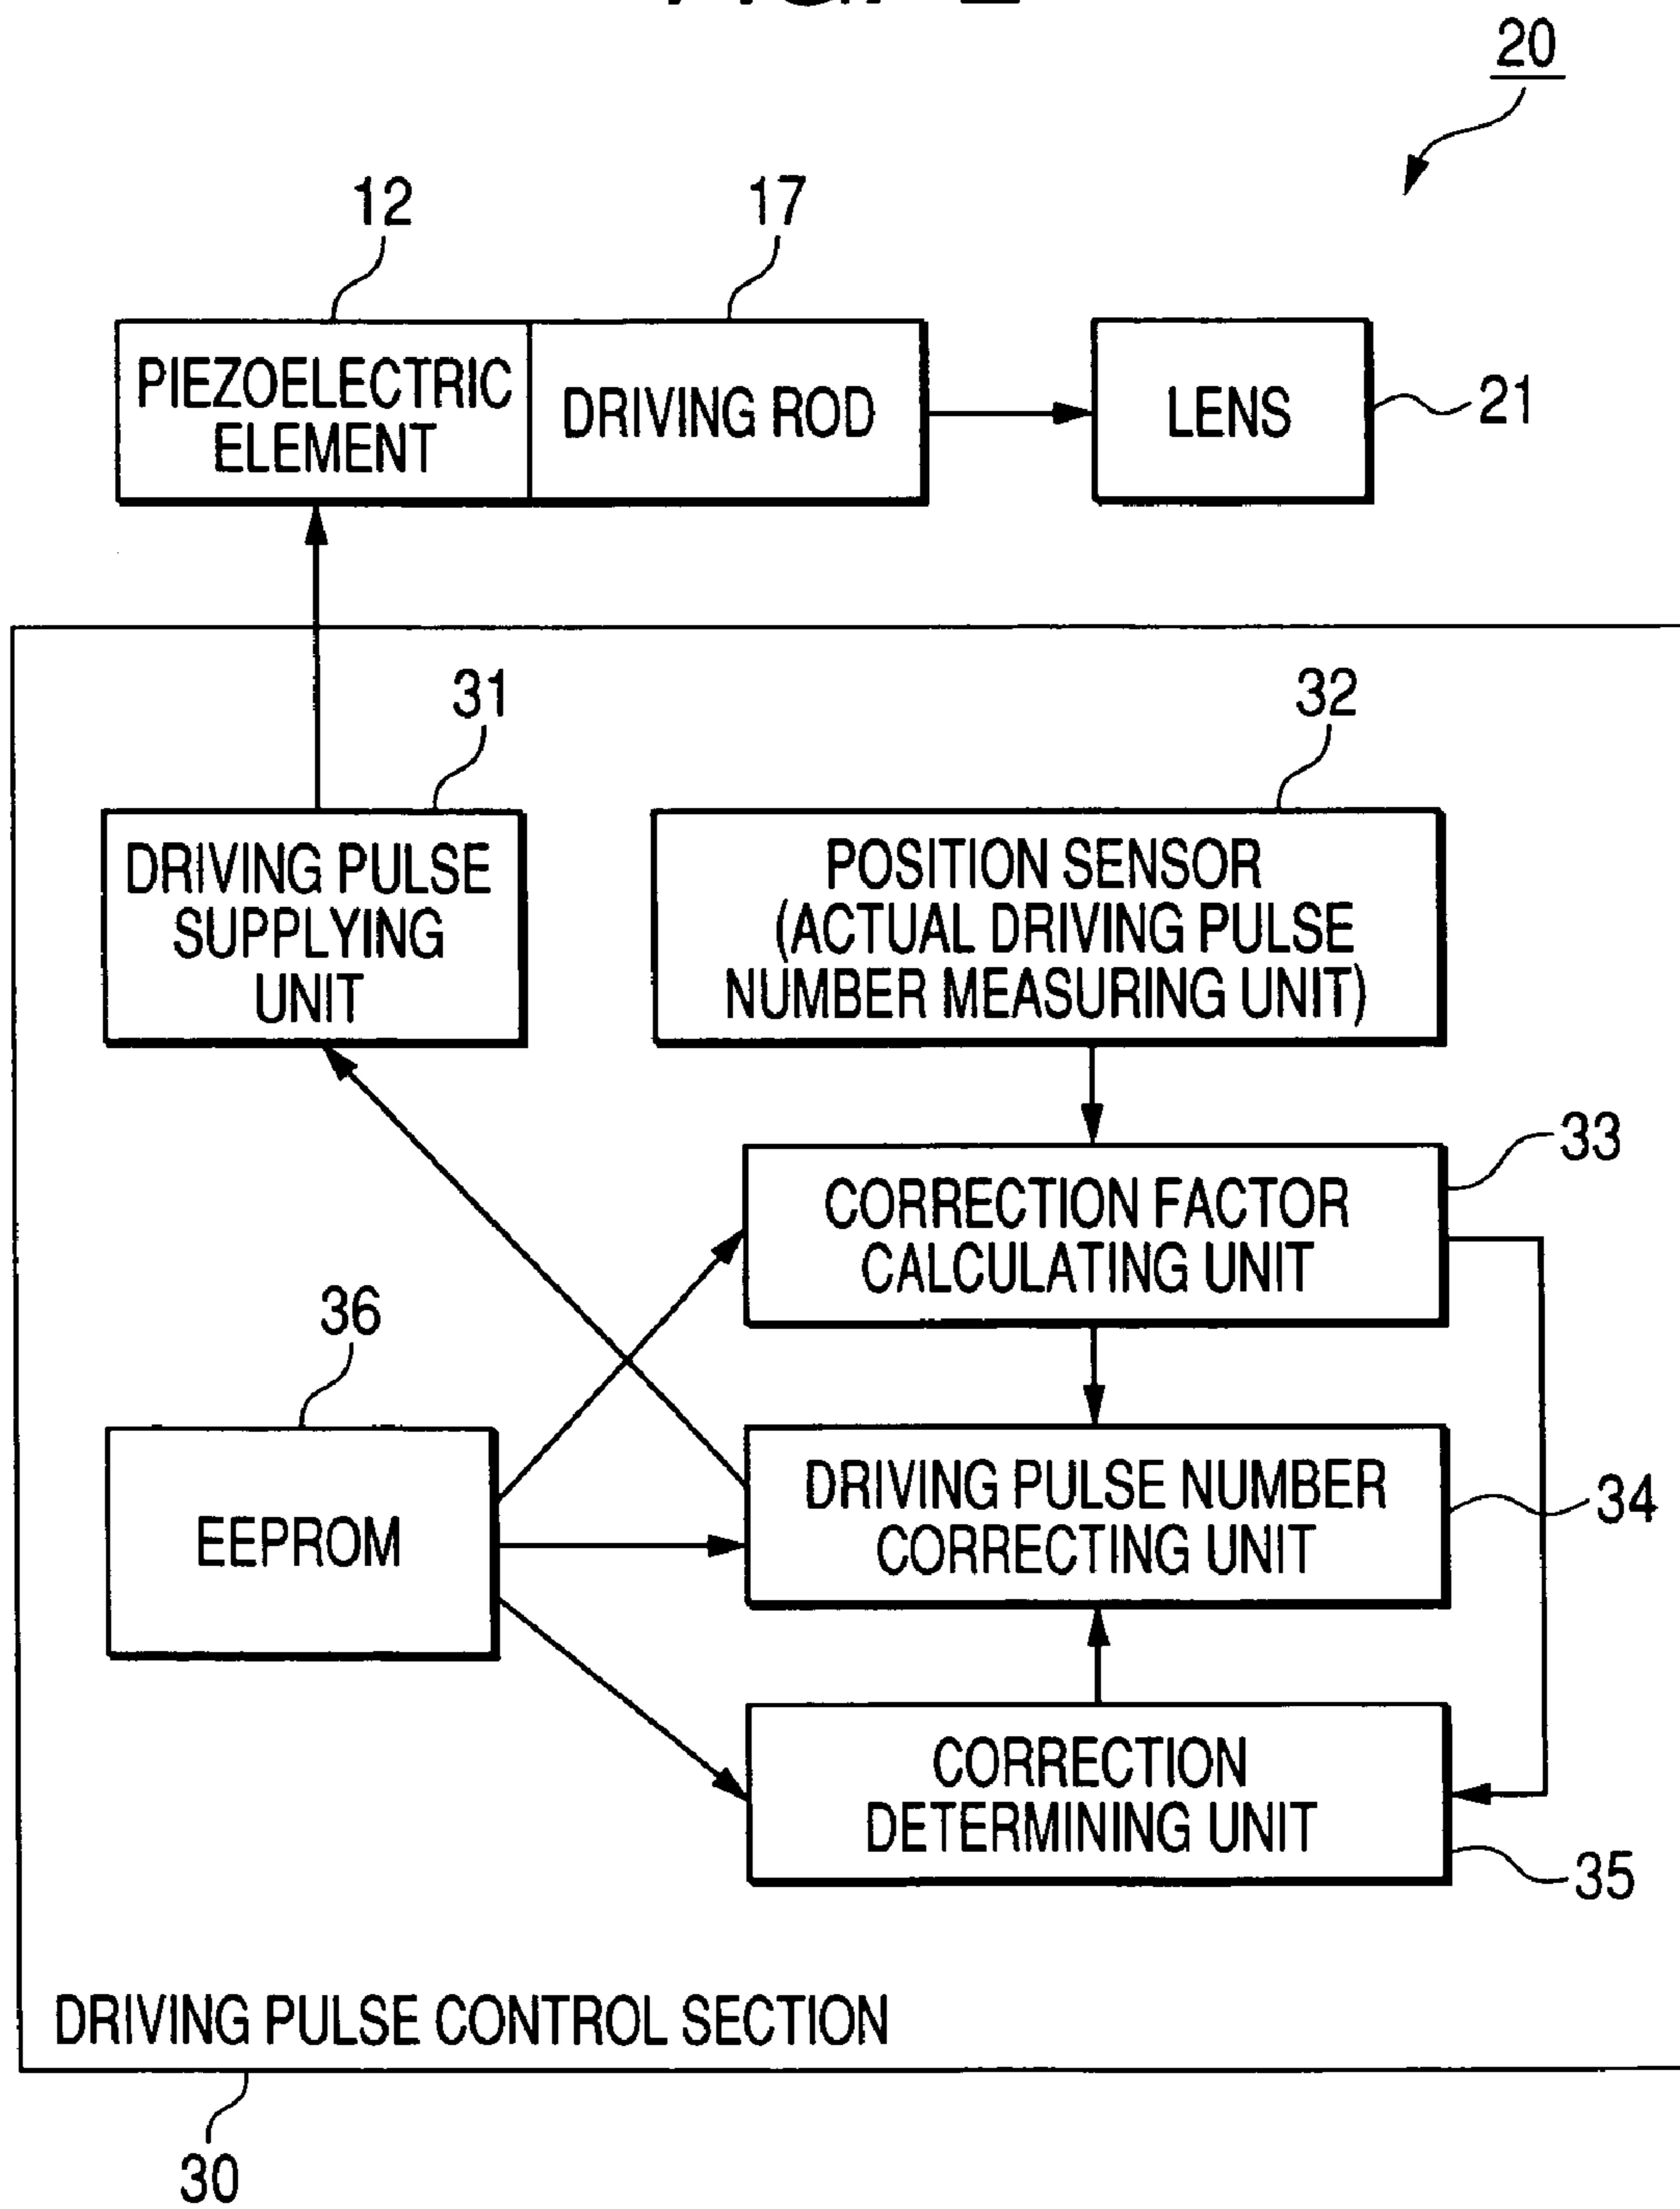 20
12
17
PIEZOELECTRIC
ELEMENT
DRIVING ROD
LENS
21
31
32
DRIVING PULSE
SUPPLYING
UNIT
POSITION SENSOR
(ACTUAL DRIVING PULSE
NUMBER MEASURING UNIT)
33
CORRECTION FACTOR
CALCULATING UNIT
36
EEPROM
DRIVING PULSE NUMBER
CORRECTING UNIT
34
CORRECTION
DETERMINING UNIT
35
DRIVING PULSE CONTROL SECTION
30